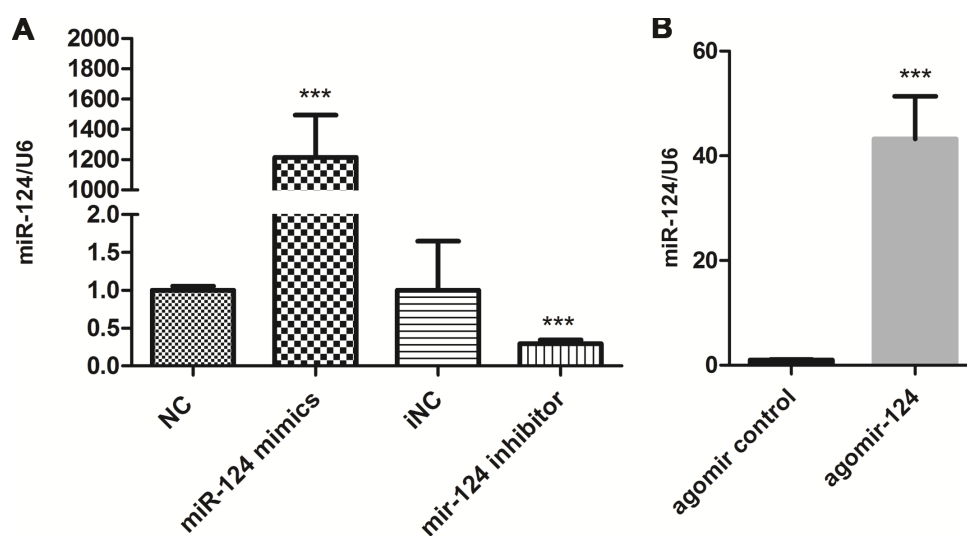 A
miR-124/U6
2000
1800
1600
1400
1200
1000
2.0
1.5
1.0
0.5
0.0
***
***
NC
miR-124 mimics
iNC
mir-124 inhibitor
B
miR-124/U6
60
40
20
0
***
agomir control
agomir-124